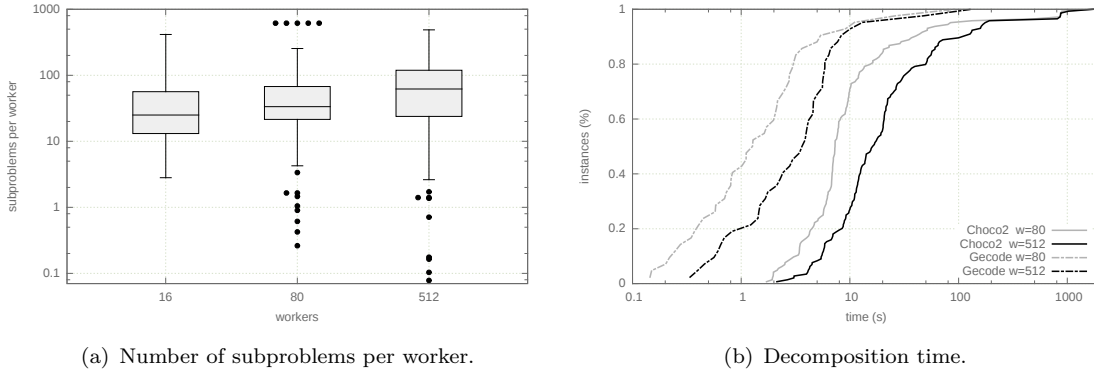 1000
100
10
1
0.1
subproblems per worker
16
80
512
workers
(a) Number of subproblems per worker.
1
0.8
0.6
0.4
0.2
0
instances (%)
Choco2 w=80
Choco2 w=512
Gecode w=80
Gecode w=512
0.1
1
10
100
1000
time (s)
(b) Decomposition time.